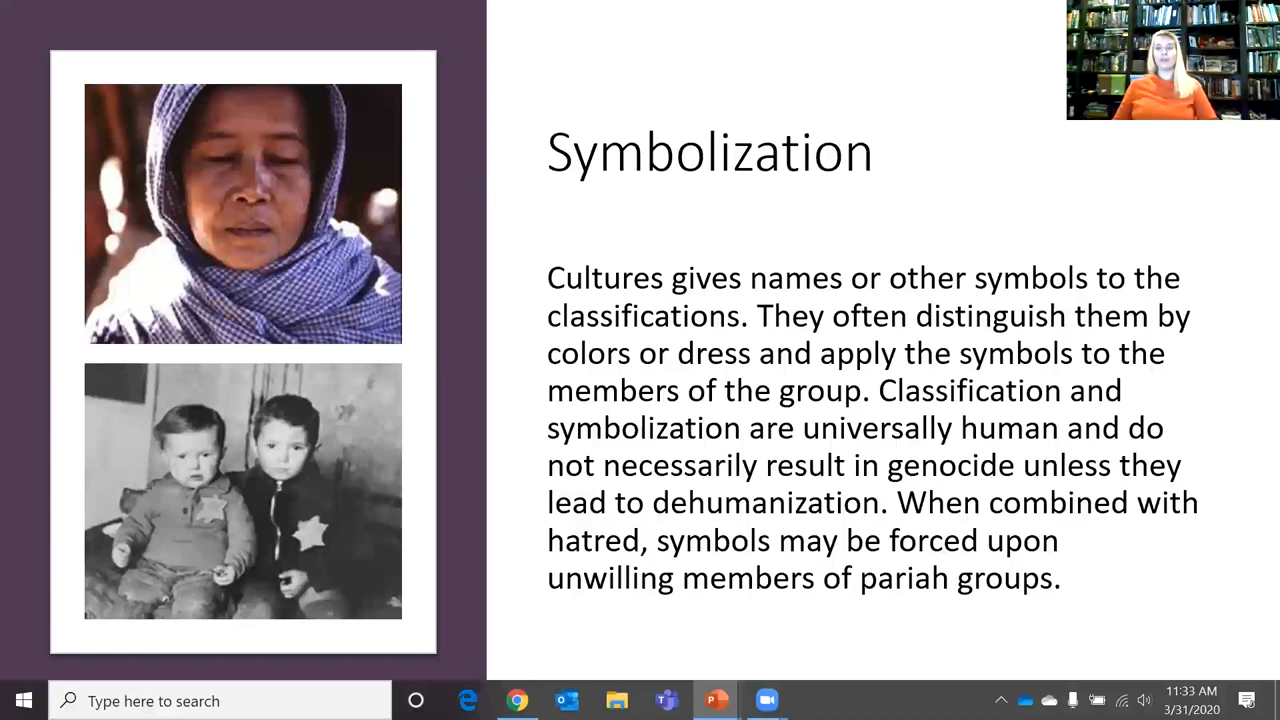 Symbolization
Cultures gives names or other symbols to the
classifications. They often distinguish them by
colors or dress and apply the symbols to the
members of the group. Classification and
symbolization are universally human and do
not necessarily result in genocide unless they
lead to dehumanization. When combined with
hatred, symbols may be forced upon
unwilling members of pariah groups.
Type here to search
11:33 AM
3/31/2020